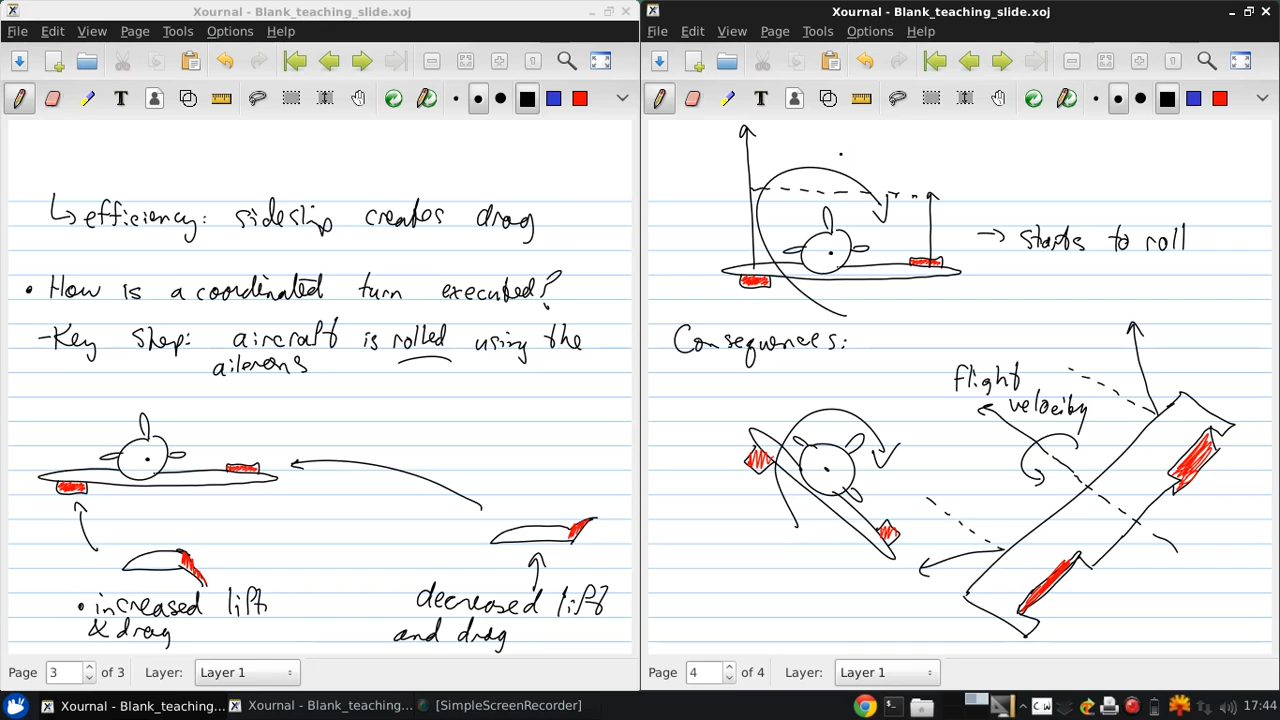 Xournal - Blank_teaching_slide.xoj
File Edit View Page Tools Options Help
↳ efficiency: sideslip creates drag
• How is a coordinated turn executed?
- Key step: aircraft is rolled using the
ailerons
• increased lift
& drag
decreased lift
and drag
Page 3 of 3 Layer: Layer 1
Xournal - Blank_teaching_slide.xoj
File Edit View Page Tools Options Help
→ starts to roll
Consequences:
flight
velocity
Page 4 of 4 Layer: Layer 1
Xournal - Blank_teaching_...
Xournal - Blank_teaching_...
[SimpleScreenRecorder]
17:44